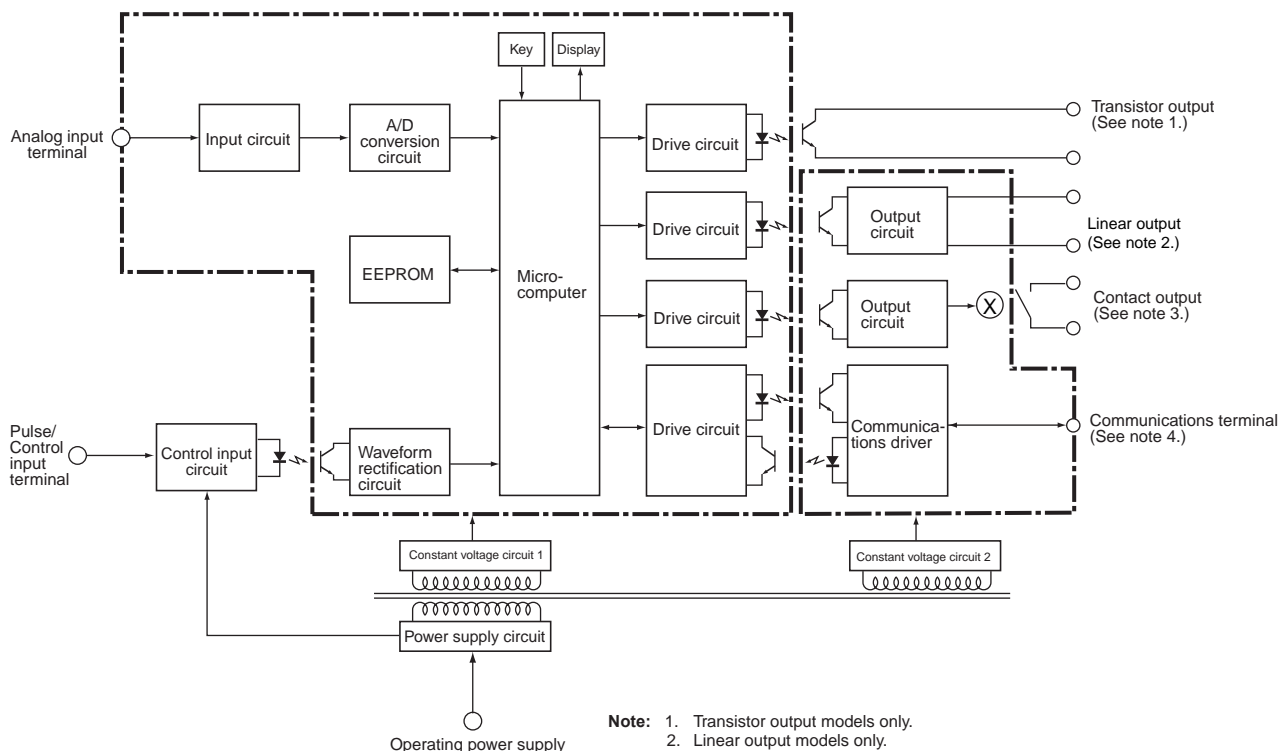 Key
Display
Analog input
terminal
Input circuit
A/D
conversion
circuit
Drive circuit
Transistor output
(See note 1.)
Drive circuit
Output
circuit
Linear output
(See note 2.)
EEPROM
Micro-
computer
Drive circuit
Output
circuit
X
Contact output
(See note 3.)
Pulse/
Control
input
terminal
Control input
circuit
Waveform
rectification
circuit
Drive circuit
Communica-
tions driver
Communications terminal
(See note 4.)
Constant voltage circuit 1
Constant voltage circuit 2
Power supply circuit
Operating power supply
Note: 1. Transistor output models only.
2. Linear output models only.